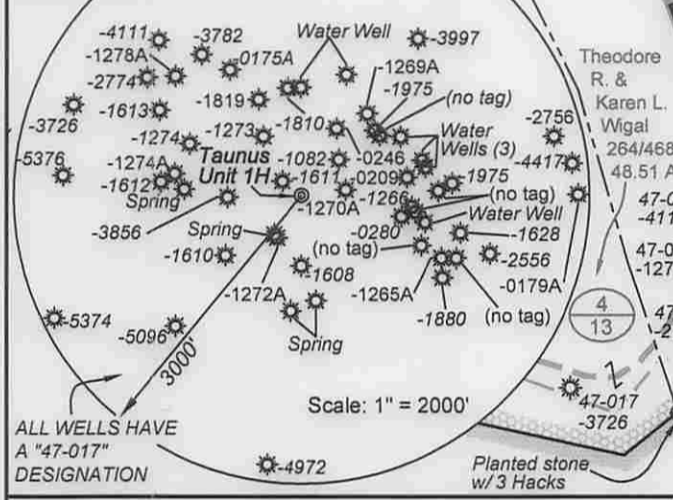 -4111
-3782
Water Well
-3997
-1278A
-0175A
-2774
-1269A
-1975
(no tag)
-1819
-1613
-3726
-1810
-2756
-1274
-1273
Water
Wells (3)
-5376
-1274A
Taunus
Unit 1H
-1082
-0246
-4417
-1612
-1611
-0209
1975
Spring
-1270A
-1266
(no tag)
Water Well
-3856
Spring
-0280
-1628
(no tag)
-1610
-2556
-1608
-0179A
-1272A
-1265A
(no tag)
-1880
-5374
-5096
Spring
3000'
Scale: 1" = 2000'
ALL WELLS HAVE
A "47-017"
DESIGNATION
-4972
Theodore
R. &
Karen L.
Wigal
264/468
48.51 A
47-0
-411
47-0
-127
4
13
47
-2
47-017
-3726
Planted stone
w/ 3 Hacks